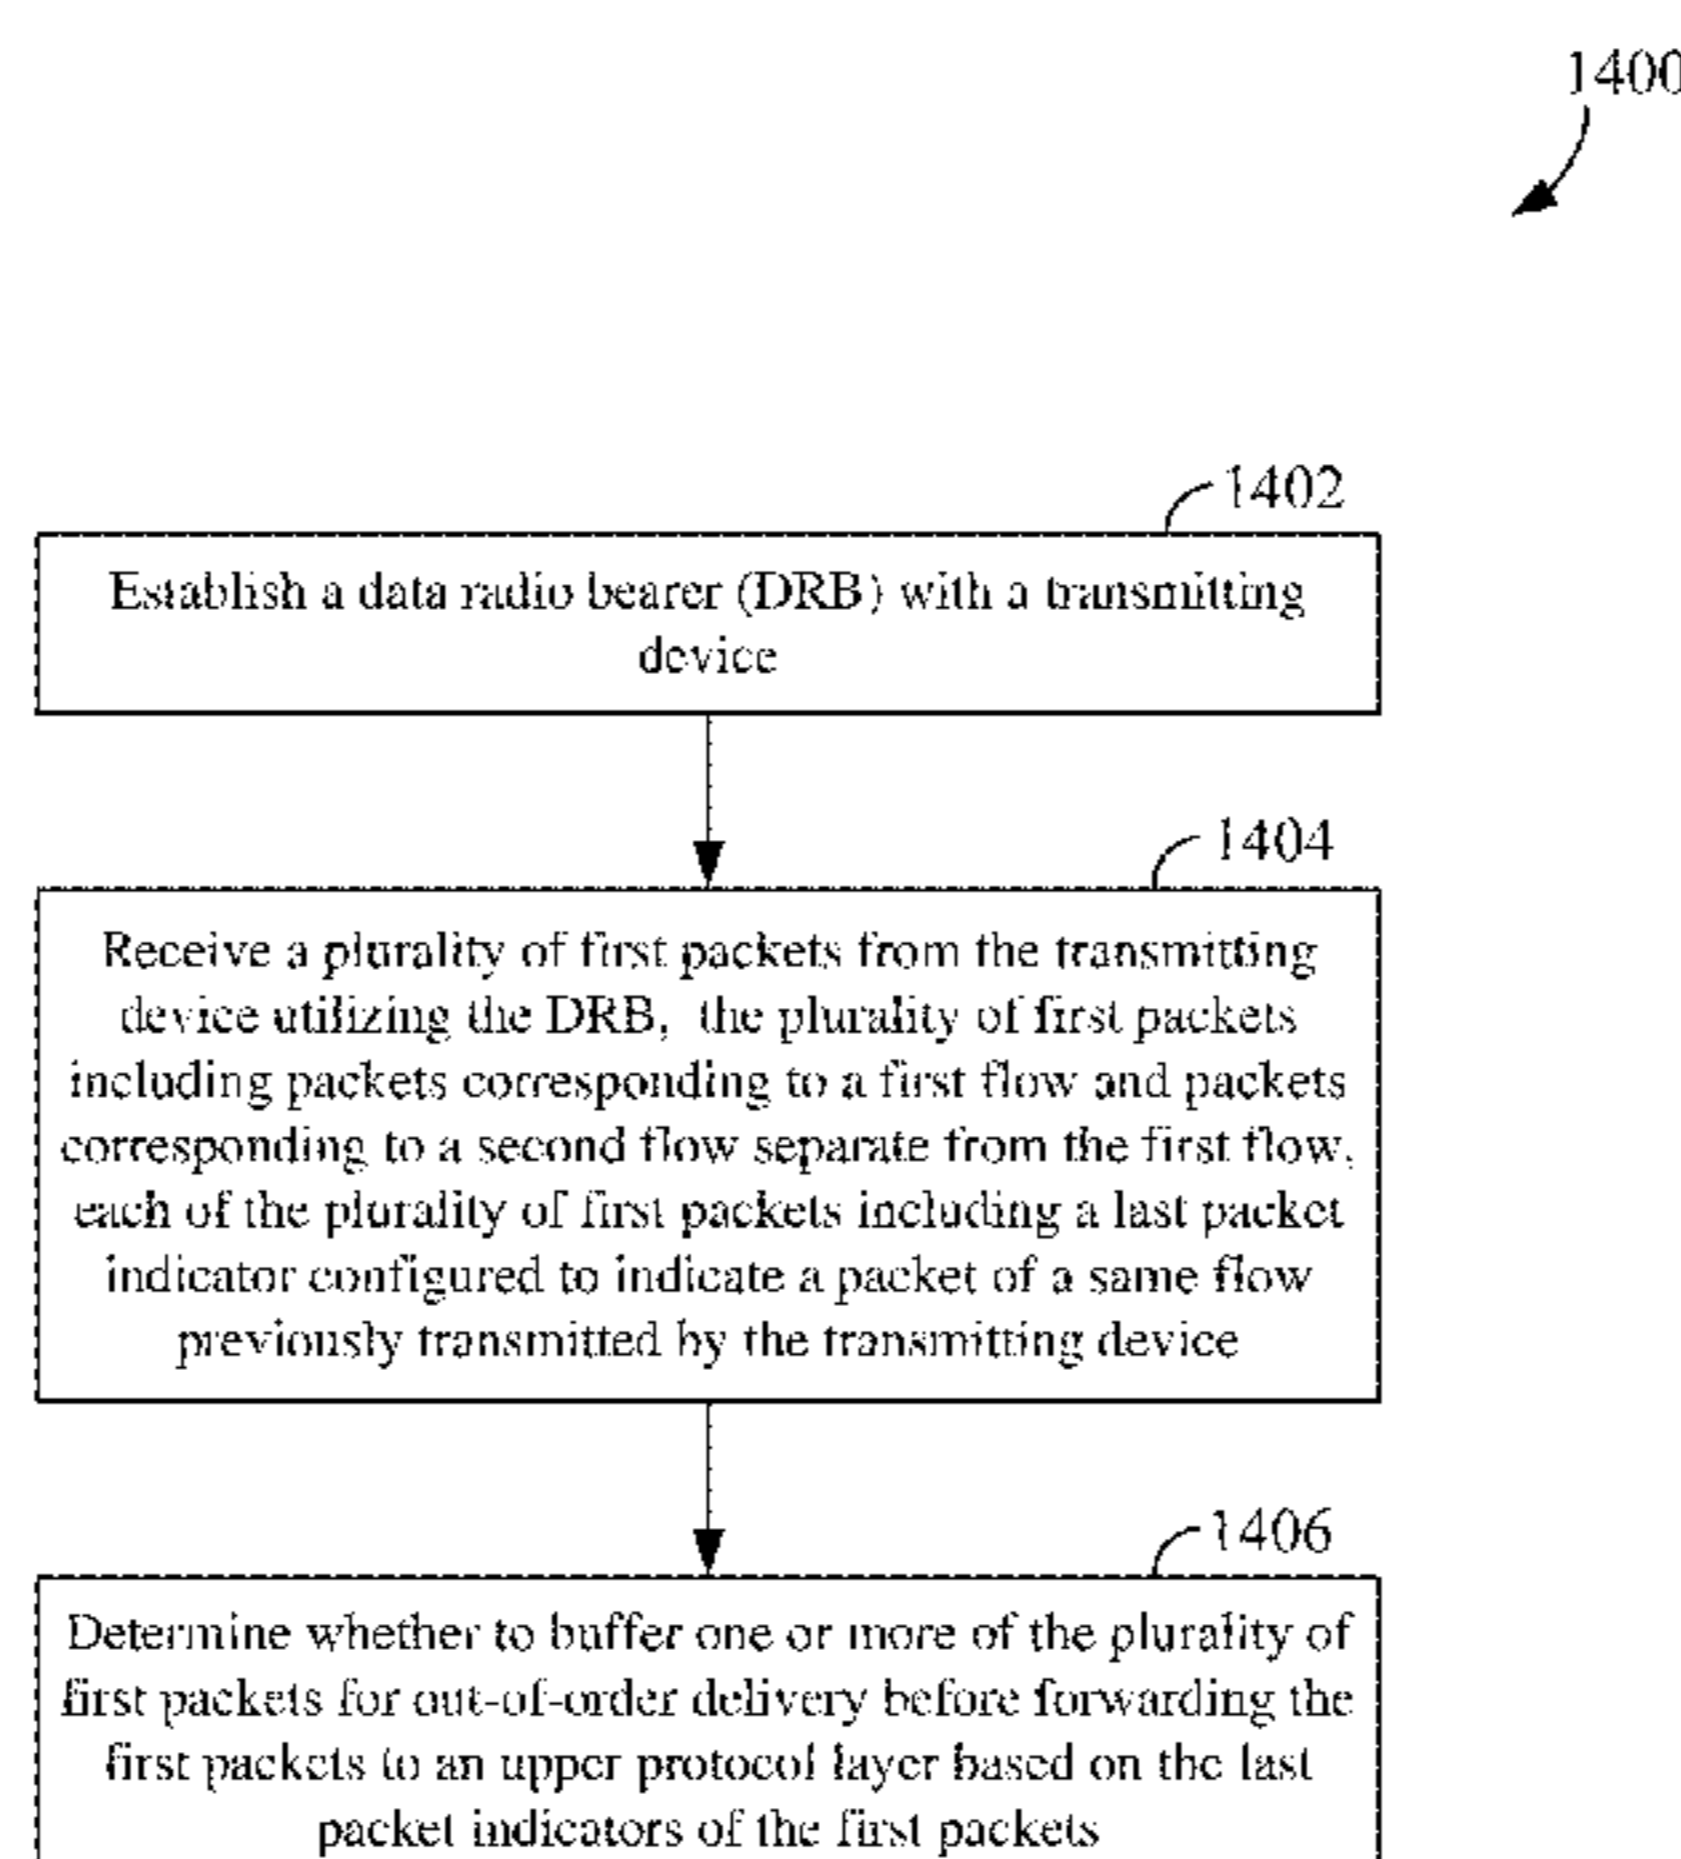 1400
1402
Establish a data radio bearer (DRB) with a transmitting
device
1404
Receive a plurality of first packets from the transmitting
device utilizing the DRB, the plurality of first packets
including packets corresponding to a first flow and packets
corresponding to a second flow separate from the first flow,
each of the plurality of first packets including a last packet
indicator configured to indicate a packet of a same flow
previously transmitted by the transmitting device
1406
Determine whether to buffer one or more of the plurality of
first packets for out-of-order delivery before forwarding the
first packets to an upper protocol layer based on the last
packet indicators of the first packets